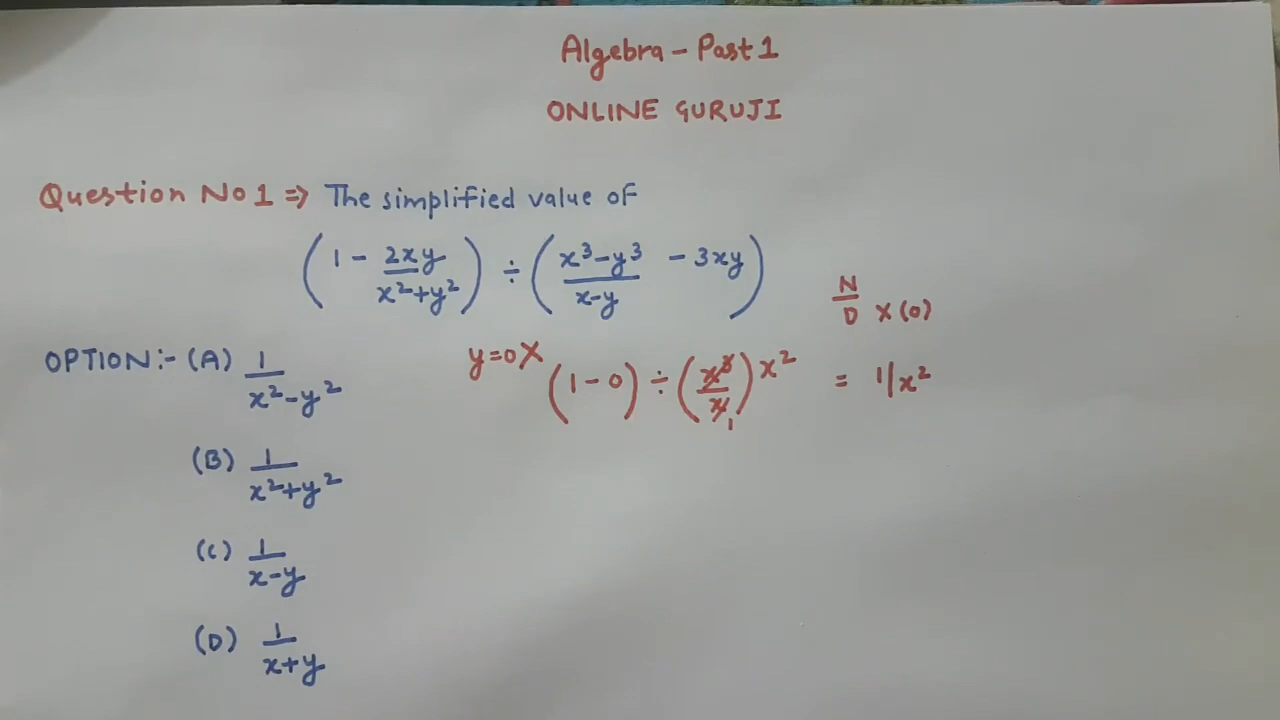 Algebra - Part 1
ONLINE GURUJI
Question No 1 ⇒ The simplified value of
(1 - 2xy/(x²+y²)) ÷ ((x³-y³)/(x-y) - 3xy)
N/D × (0)
OPTION:- (A) 1/(x²-y²)
y=0 X (1-0) ÷ (x³/x) x² = 1/x²
1
(B) 1/(x²+y²)
(C) 1/(x-y)
(D) 1/(x+y)